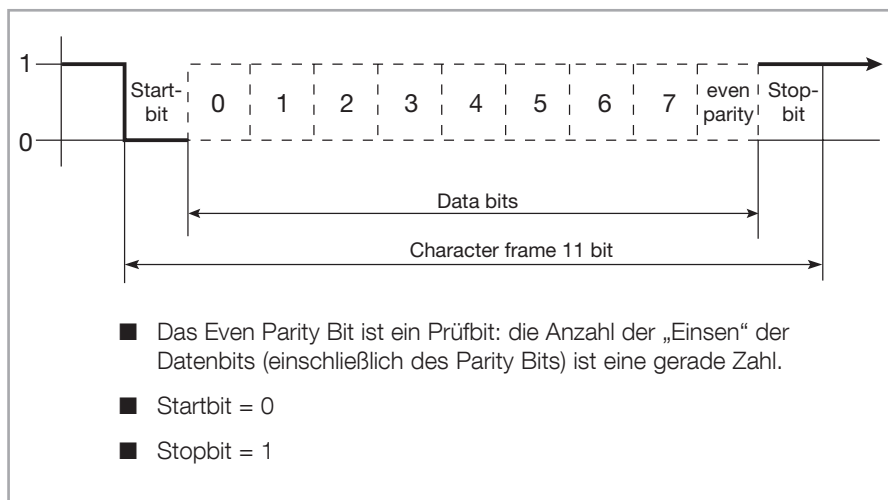 1
0
Start-
bit
0 1 2 3 4 5 6 7
even
parity
Stop-
bit
Data bits
Character frame 11 bit
■ Das Even Parity Bit ist ein Prüfbit: die Anzahl der „Einsen“ der
Datenbits (einschließlich des Parity Bits) ist eine gerade Zahl.
■ Startbit = 0
■ Stopbit = 1